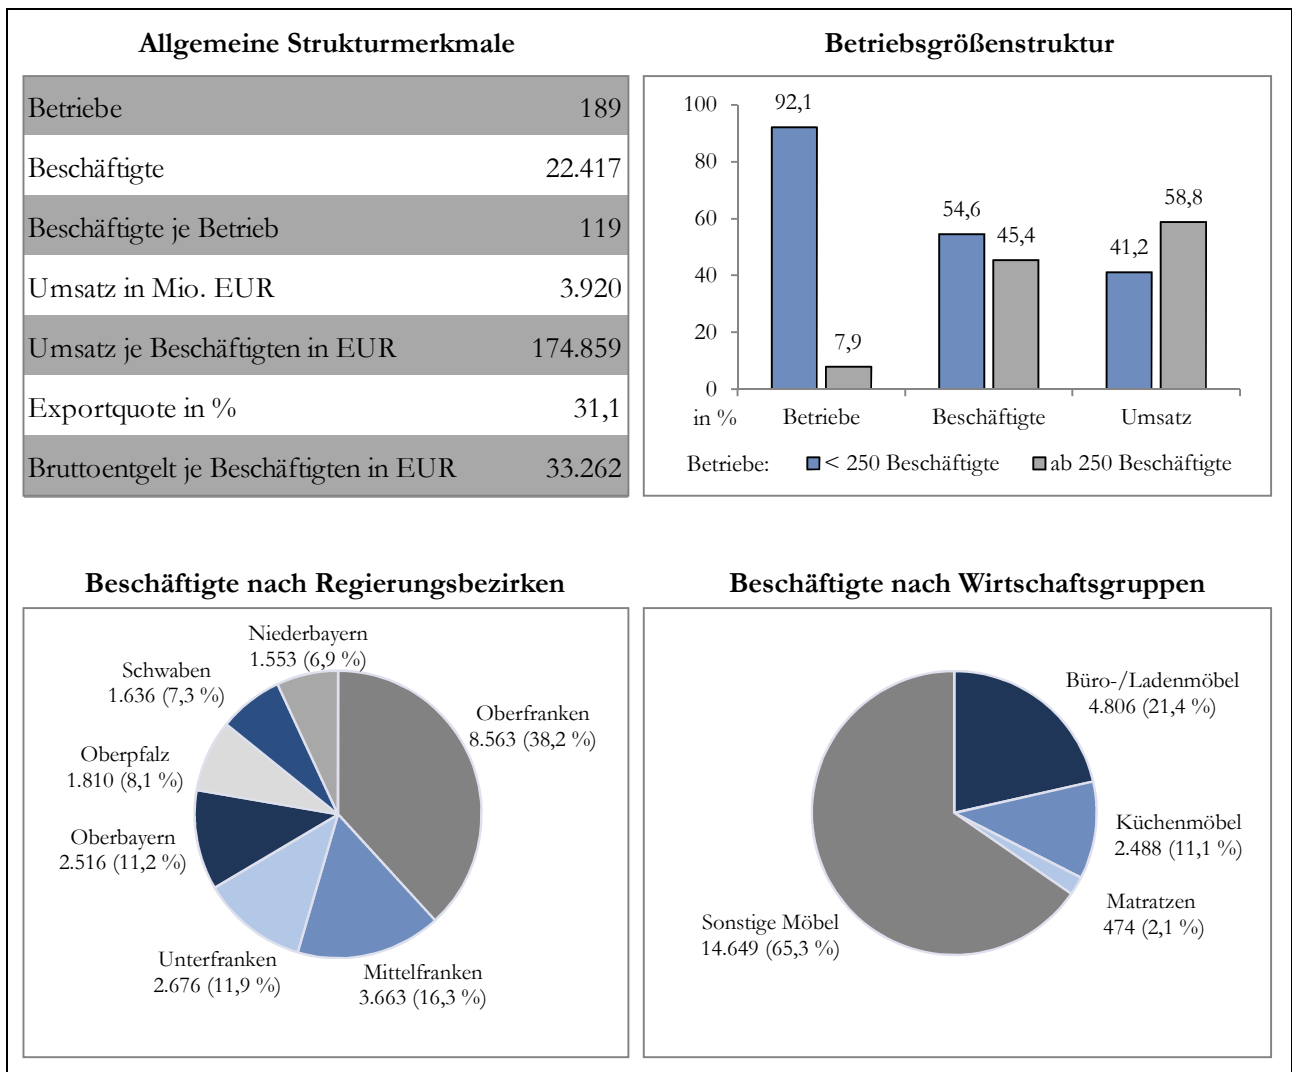 Allgemeine Strukturmerkmale
Betriebe 189
Beschäftigte 22.417
Beschäftigte je Betrieb 119
Umsatz in Mio. EUR 3.920
Umsatz je Beschäftigten in EUR 174.859
Exportquote in % 31,1
Bruttoentgelt je Beschäftigten in EUR 33.262
Betriebsgrößenstruktur
100
80
60
40
20
0
92,1
7,9
54,6
45,4
41,2
58,8
in % Betriebe Beschäftigte Umsatz
Betriebe: < 250 Beschäftigte ab 250 Beschäftigte
Beschäftigte nach Regierungsbezirken
Niederbayern
1.553 (6,9 %)
Schwaben
1.636 (7,3 %)
Oberpfalz
1.810 (8,1 %)
Oberbayern
2.516 (11,2 %)
Unterfranken
2.676 (11,9 %)
Mittelfranken
3.663 (16,3 %)
Oberfranken
8.563 (38,2 %)
Beschäftigte nach Wirtschaftsgruppen
Büro-/Ladenmöbel
4.806 (21,4 %)
Küchenmöbel
2.488 (11,1 %)
Matratzen
474 (2,1 %)
Sonstige Möbel
14.649 (65,3 %)